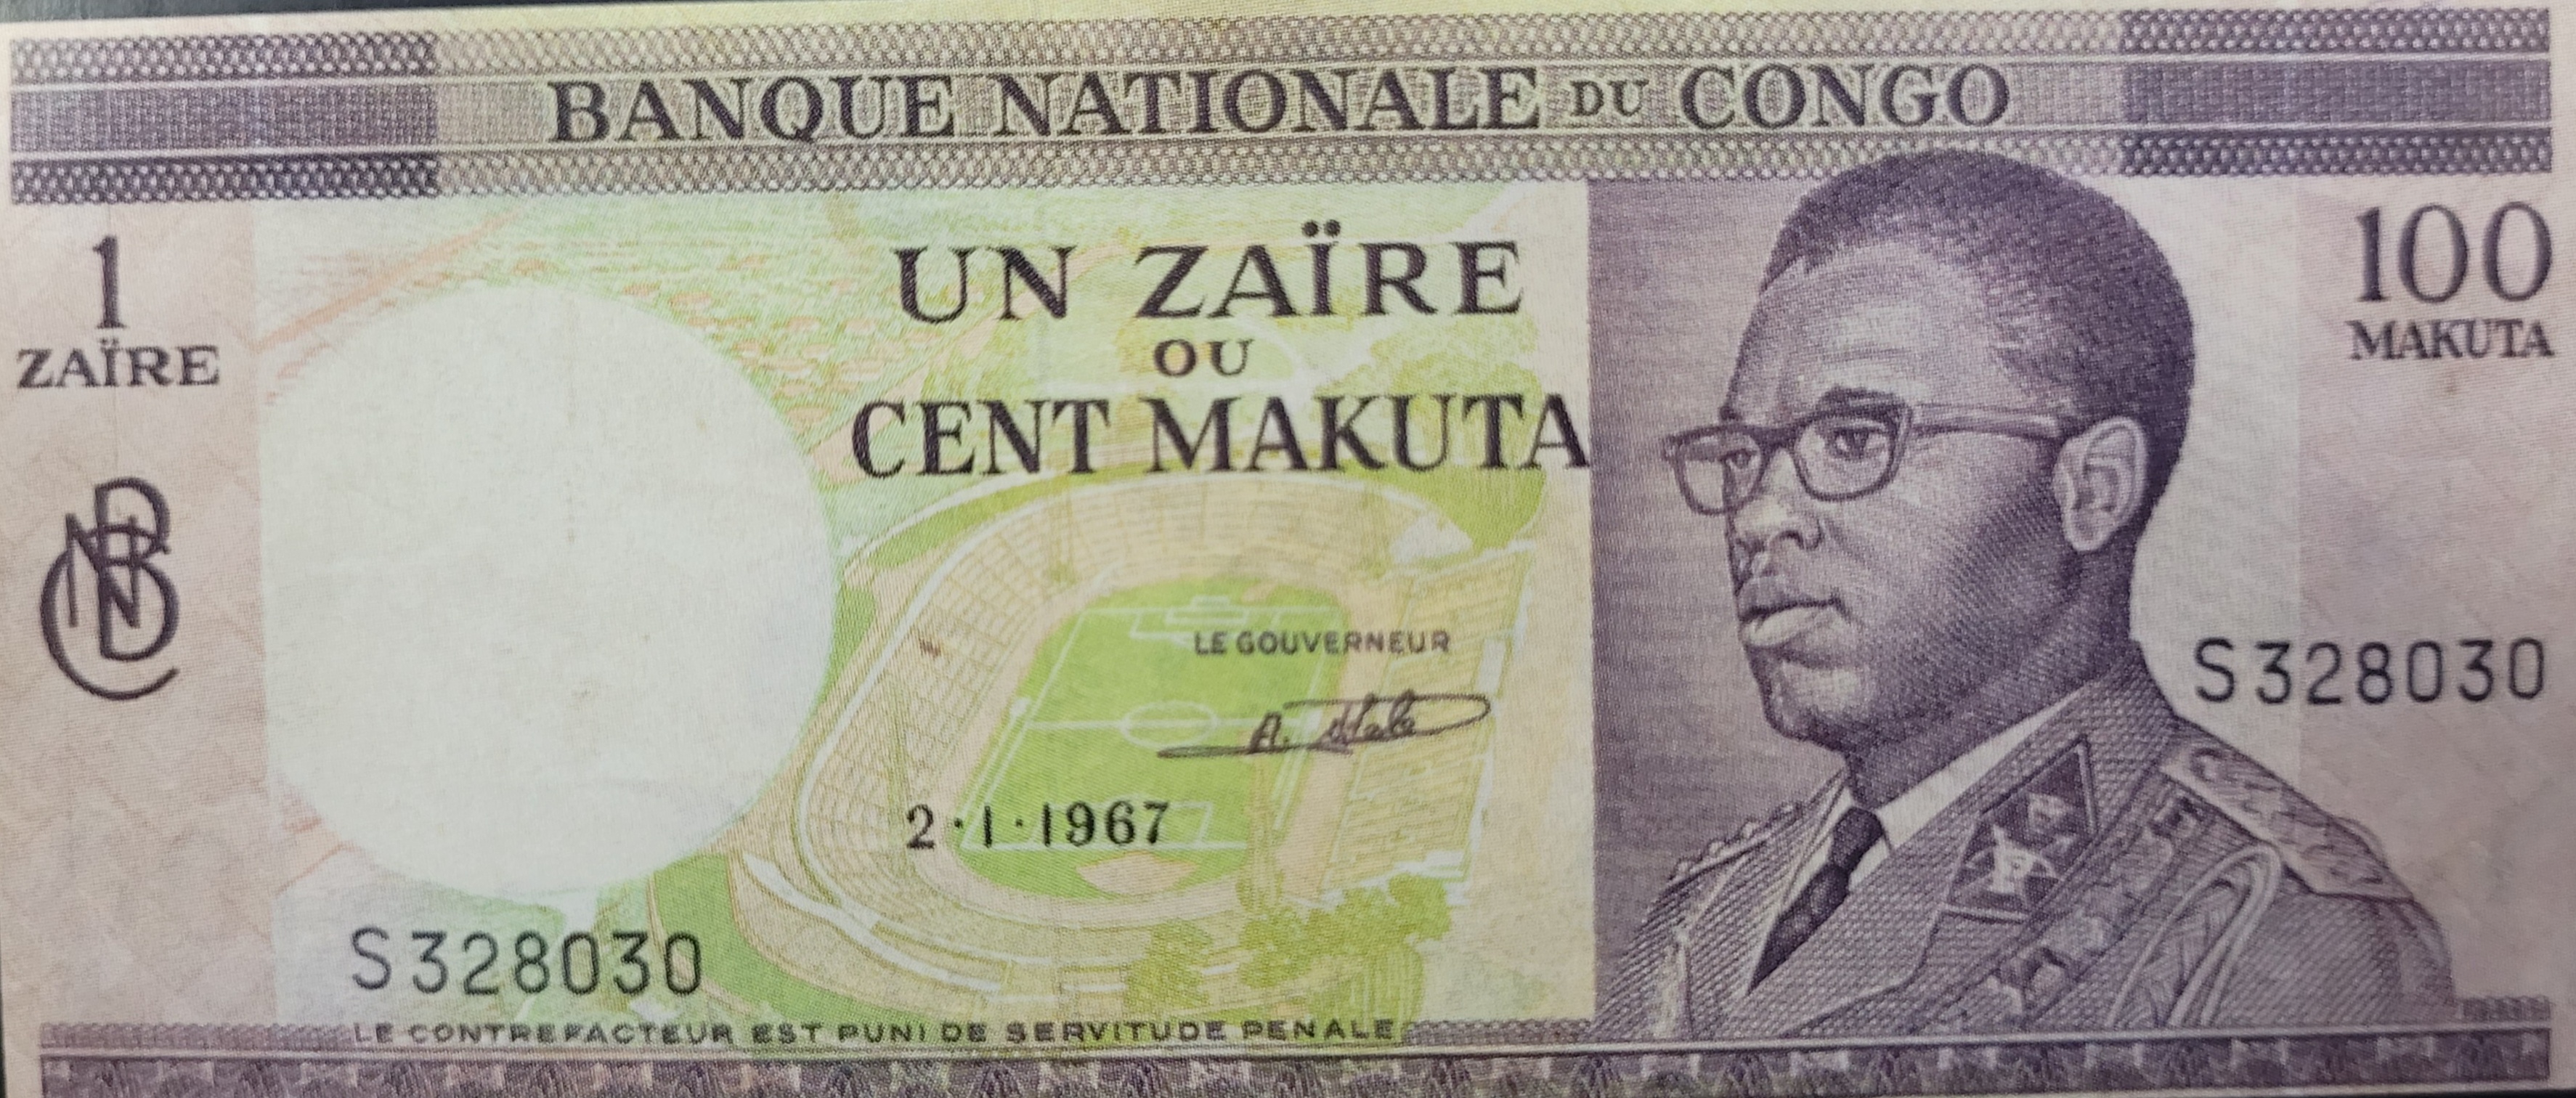 BANQUE NATIONALE DU CONGO
1
ZAÏRE
UN ZAÏRE
OU
CENT MAKUTA
100
MAKUTA
BNC
LE GOUVERNEUR
S328030
2·1·1967
S328030
LE CONTREFACTEUR EST PUNI DE SERVITUDE PENALE